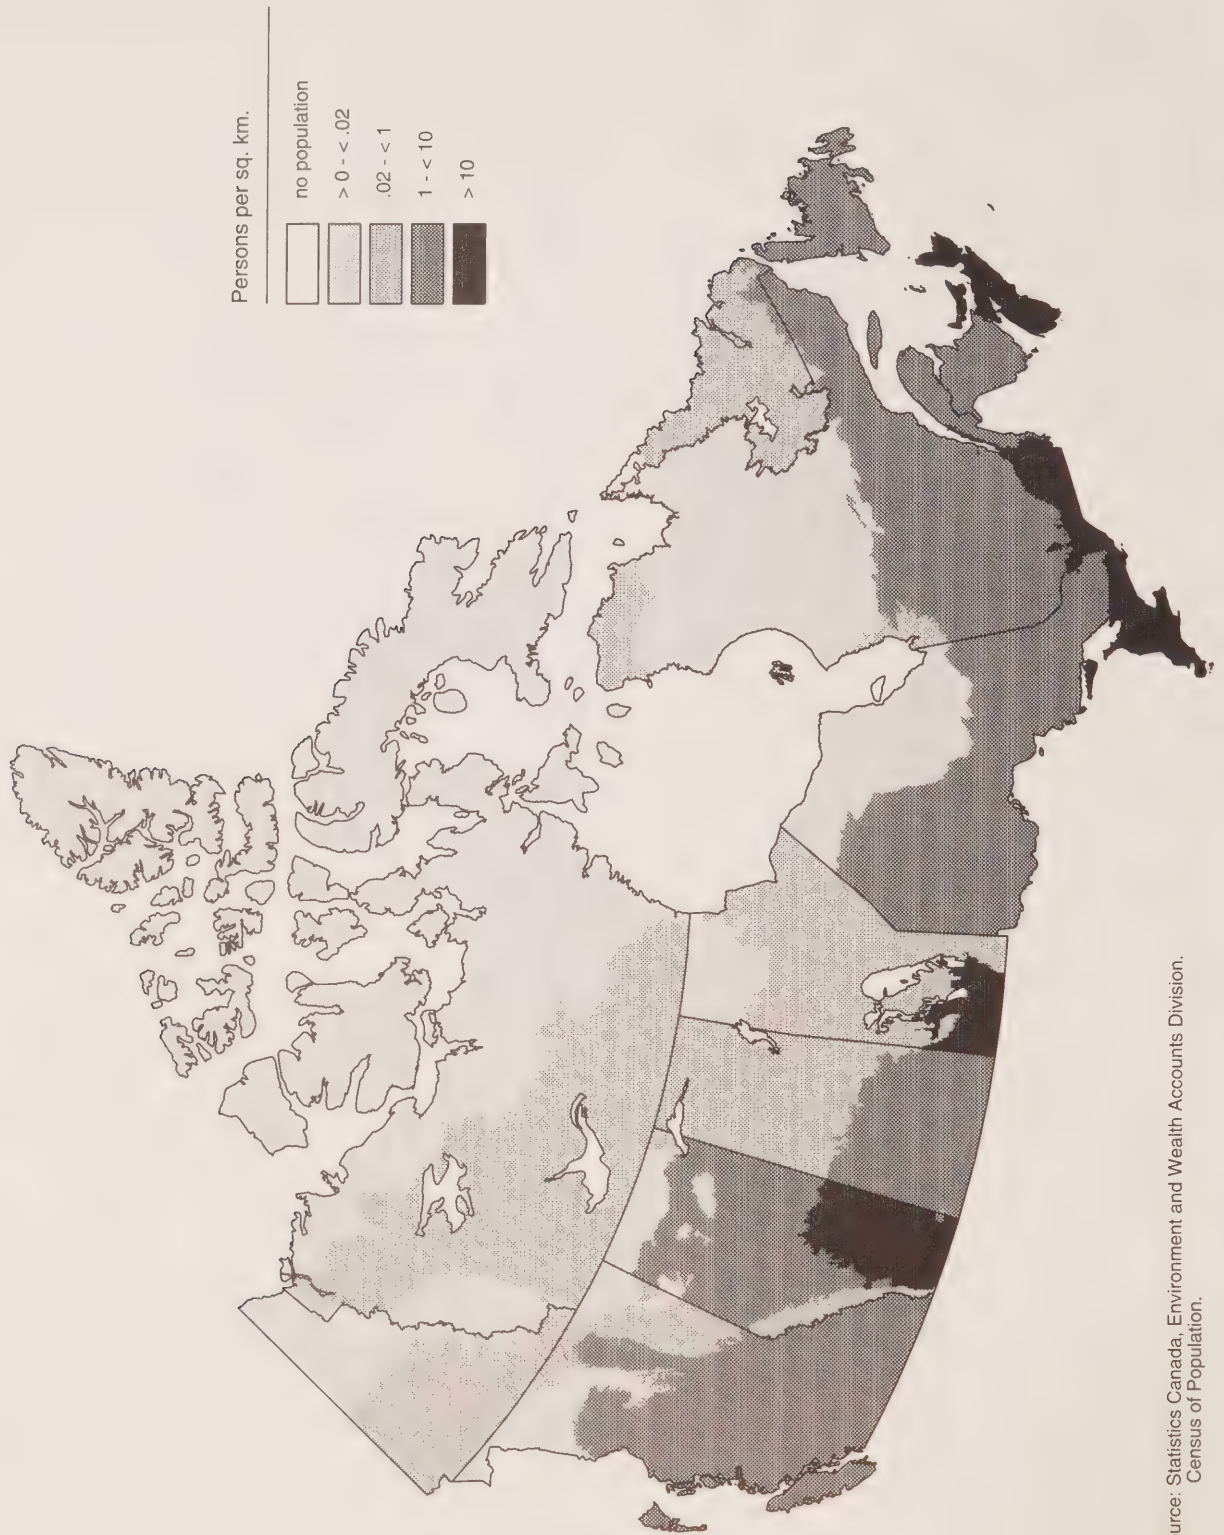 Persons per sq. km.
no population
> 0 - < .02
.02 - < 1
1 - < 10
> 10
urce: Statistics Canada, Environment and Wealth Accounts Division.
Census of Population.